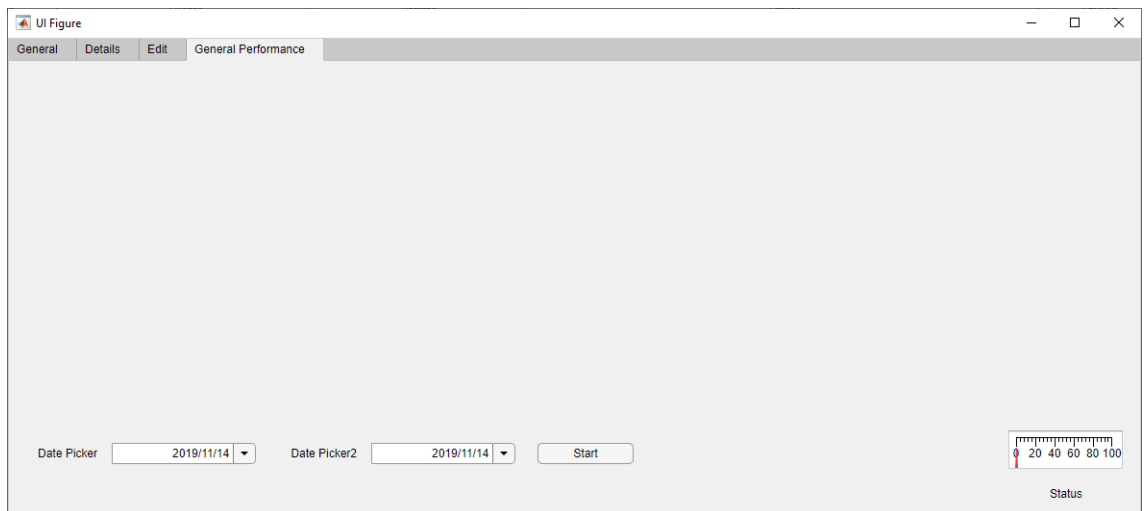 UI Figure
General Details Edit General Performance
Date Picker 2019/11/14 Date Picker2 2019/11/14 Start
0 20 40 60 80 100
Status